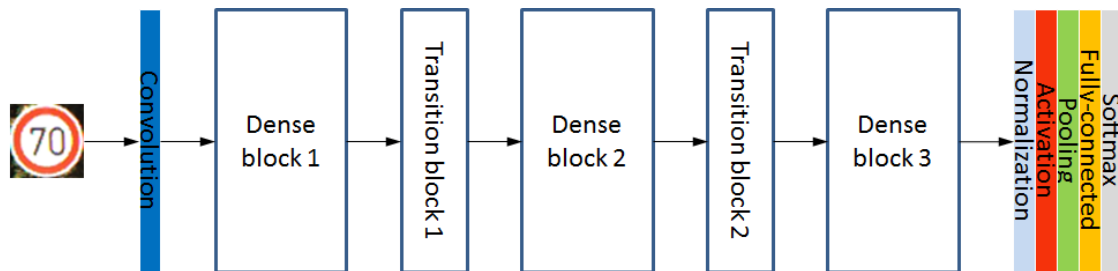 70
Convolution
Dense
block 1
Transition block 1
Dense
block 2
Transition block 2
Dense
block 3
Normalization
Activation
Pooling
Fully-connected
Softmax